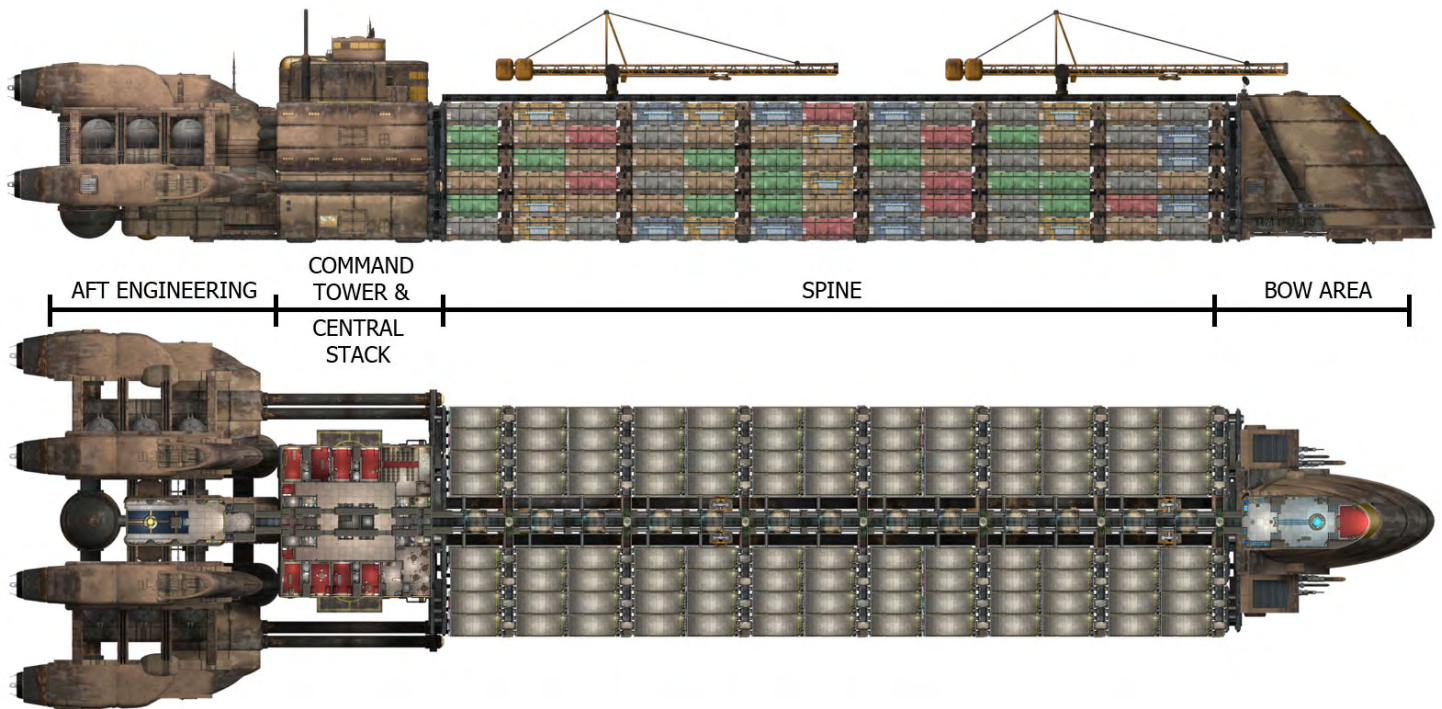 AFT ENGINEERING
COMMAND
TOWER &
CENTRAL
STACK
SPINE
BOW AREA